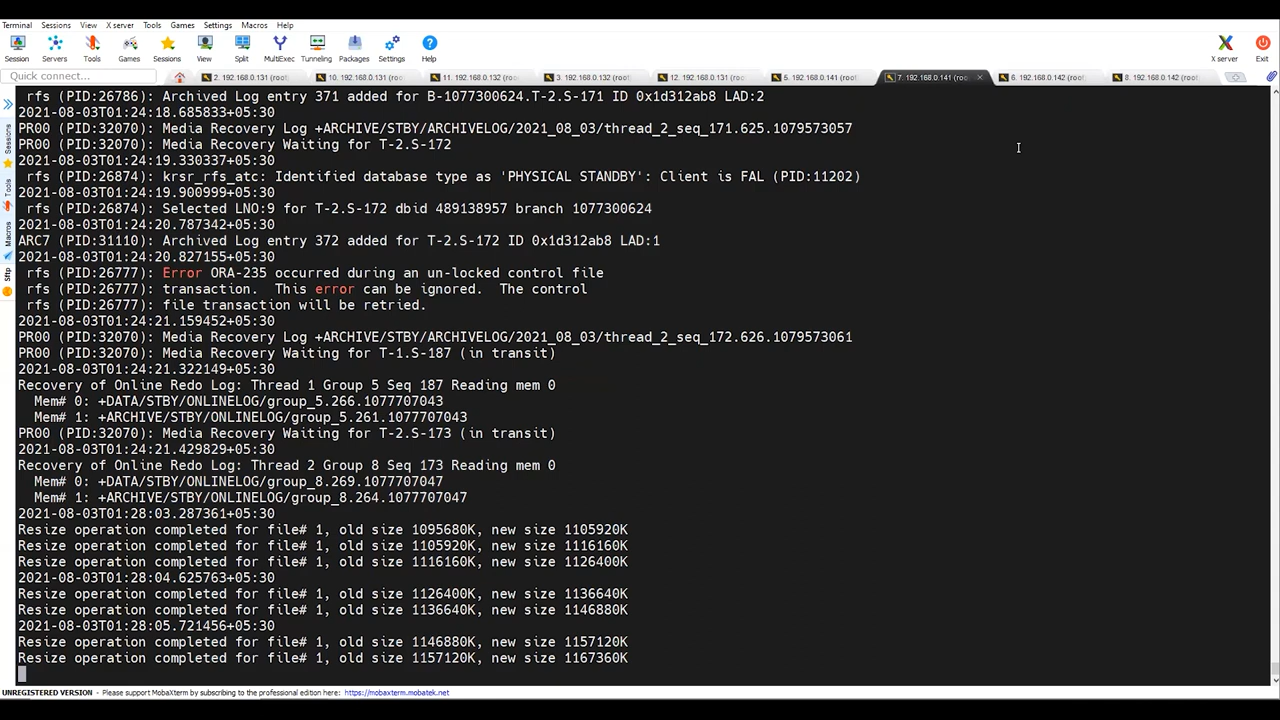 Terminal Sessions View X server Tools Games Settings Macros Help
Session Servers Tools Games Sessions View Split MultiExec Tunneling Packages Settings Help X server Exit
Quick connect... 2. 192.168.0.131 (root 10. 192.168.0.131 (roo 11. 192.168.0.132 (roo 3. 192.168.0.132 (root 12. 192.168.0.131 (roo 5. 192.168.0.141 (root 7. 192.168.0.141 (roo 6. 192.168.0.142 (root 8. 192.168.0.142 (root
Sessions
Tools
Macros
Sftp
rfs (PID:26786): Archived Log entry 371 added for B-1077300624.T-2.S-171 ID 0x1d312ab8 LAD:2
2021-08-03T01:24:18.685833+05:30
PR00 (PID:32070): Media Recovery Log +ARCHIVE/STBY/ARCHIVELOG/2021_08_03/thread_2_seq_171.625.1079573057
PR00 (PID:32070): Media Recovery Waiting for T-2.S-172
2021-08-03T01:24:19.330337+05:30
rfs (PID:26874): krsr_rfs_atc: Identified database type as 'PHYSICAL STANDBY': Client is FAL (PID:11202)
2021-08-03T01:24:19.900999+05:30
rfs (PID:26874): Selected LNO:9 for T-2.S-172 dbid 489138957 branch 1077300624
2021-08-03T01:24:20.787342+05:30
ARC7 (PID:31110): Archived Log entry 372 added for T-2.S-172 ID 0x1d312ab8 LAD:1
2021-08-03T01:24:20.827155+05:30
rfs (PID:26777): Error ORA-235 occurred during an un-locked control file
rfs (PID:26777): transaction.  This error can be ignored.  The control
rfs (PID:26777): file transaction will be retried.
2021-08-03T01:24:21.159452+05:30
PR00 (PID:32070): Media Recovery Log +ARCHIVE/STBY/ARCHIVELOG/2021_08_03/thread_2_seq_172.626.1079573061
PR00 (PID:32070): Media Recovery Waiting for T-1.S-187 (in transit)
2021-08-03T01:24:21.322149+05:30
Recovery of Online Redo Log: Thread 1 Group 5 Seq 187 Reading mem 0
Mem# 0: +DATA/STBY/ONLINELOG/group_5.266.1077707043
Mem# 1: +ARCHIVE/STBY/ONLINELOG/group_5.261.1077707043
PR00 (PID:32070): Media Recovery Waiting for T-2.S-173 (in transit)
2021-08-03T01:24:21.429829+05:30
Recovery of Online Redo Log: Thread 2 Group 8 Seq 173 Reading mem 0
Mem# 0: +DATA/STBY/ONLINELOG/group_8.269.1077707047
Mem# 1: +ARCHIVE/STBY/ONLINELOG/group_8.264.1077707047
2021-08-03T01:28:03.287361+05:30
Resize operation completed for file# 1, old size 1095680K, new size 1105920K
Resize operation completed for file# 1, old size 1105920K, new size 1116160K
Resize operation completed for file# 1, old size 1116160K, new size 1126400K
2021-08-03T01:28:04.625763+05:30
Resize operation completed for file# 1, old size 1126400K, new size 1136640K
Resize operation completed for file# 1, old size 1136640K, new size 1146880K
2021-08-03T01:28:05.721456+05:30
Resize operation completed for file# 1, old size 1146880K, new size 1157120K
Resize operation completed for file# 1, old size 1157120K, new size 1167360K
UNREGISTERED VERSION - Please support MobaXterm by subscribing to the professional edition here: https://mobaxterm.mobatek.net